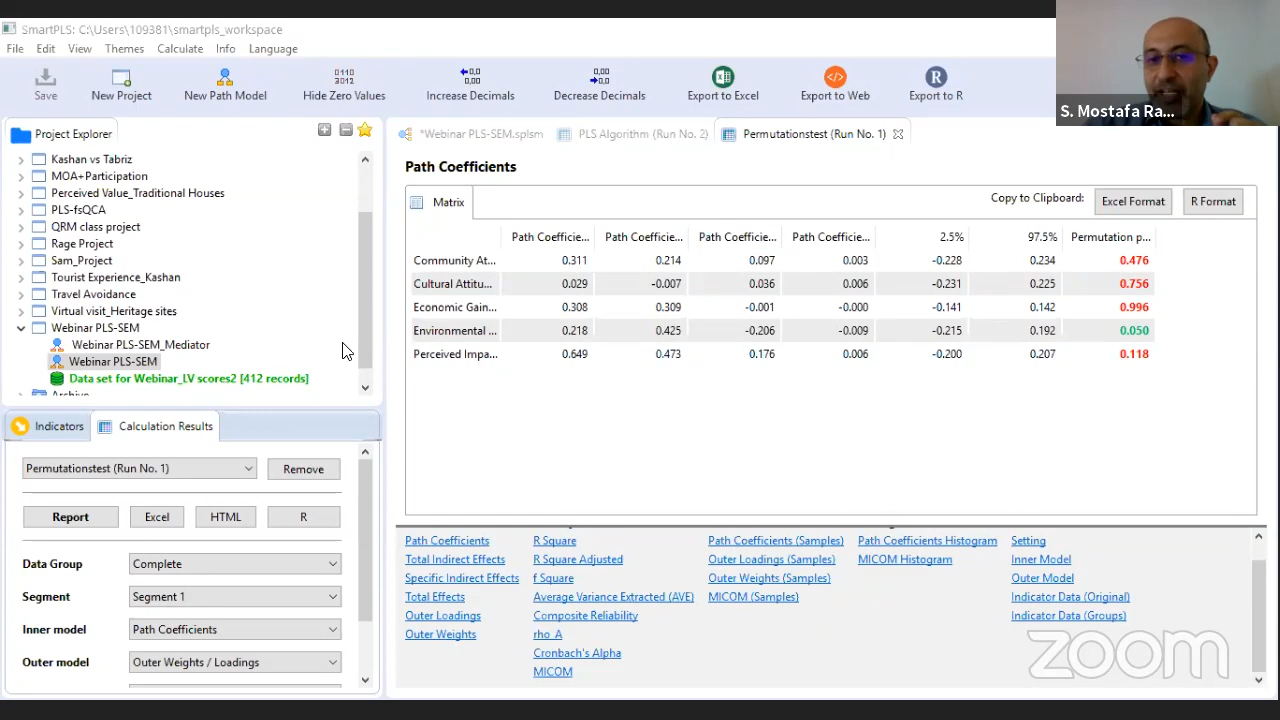 SmartPLS: C:\Users\109381\smartpls_workspace
File Edit View Themes Calculate Info Language
Save New Project New Path Model Hide Zero Values Increase Decimals Decrease Decimals Export to Excel Export to Web Export to R
S. Mostafa Ra...
Project Explorer
Kashan vs Tabriz
MOA+Participation
Perceived Value_Traditional Houses
PLS-fsQCA
QRM class project
Rage Project
Sam_Project
Tourist Experience_Kashan
Travel Avoidance
Virtual visit_Heritage sites
Webinar PLS-SEM
Webinar PLS-SEM_Mediator
Webinar PLS-SEM
Data set for Webinar_LV scores2 [412 records]
Archive
Indicators Calculation Results
Permutationstest (Run No. 1) Remove
Report Excel HTML R
Data Group Complete
Segment Segment 1
Inner model Path Coefficients
Outer model Outer Weights / Loadings
*Webinar PLS-SEM.splsm PLS Algorithm (Run No. 2) Permutationstest (Run No. 1)
Path Coefficients
Matrix Copy to Clipboard: Excel Format R Format
Path Coefficie... Path Coefficie... Path Coefficie... Path Coefficie... 2.5% 97.5% Permutation p...
Community At... 0.311 0.214 0.097 0.003 -0.228 0.234 0.476
Cultural Attitu... 0.029 -0.007 0.036 0.006 -0.231 0.225 0.756
Economic Gain... 0.308 0.309 -0.001 -0.000 -0.141 0.142 0.996
Environmental ... 0.218 0.425 -0.206 -0.009 -0.215 0.192 0.050
Perceived Impa... 0.649 0.473 0.176 0.006 -0.200 0.207 0.118
Path Coefficients R Square Path Coefficients (Samples) Path Coefficients Histogram Setting
Total Indirect Effects R Square Adjusted Outer Loadings (Samples) MICOM Histogram Inner Model
Specific Indirect Effects f Square Outer Weights (Samples) Outer Model
Total Effects Average Variance Extracted (AVE) MICOM (Samples) Indicator Data (Original)
Outer Loadings Composite Reliability Indicator Data (Groups)
Outer Weights rho_A
Cronbach's Alpha
MICOM
zoom